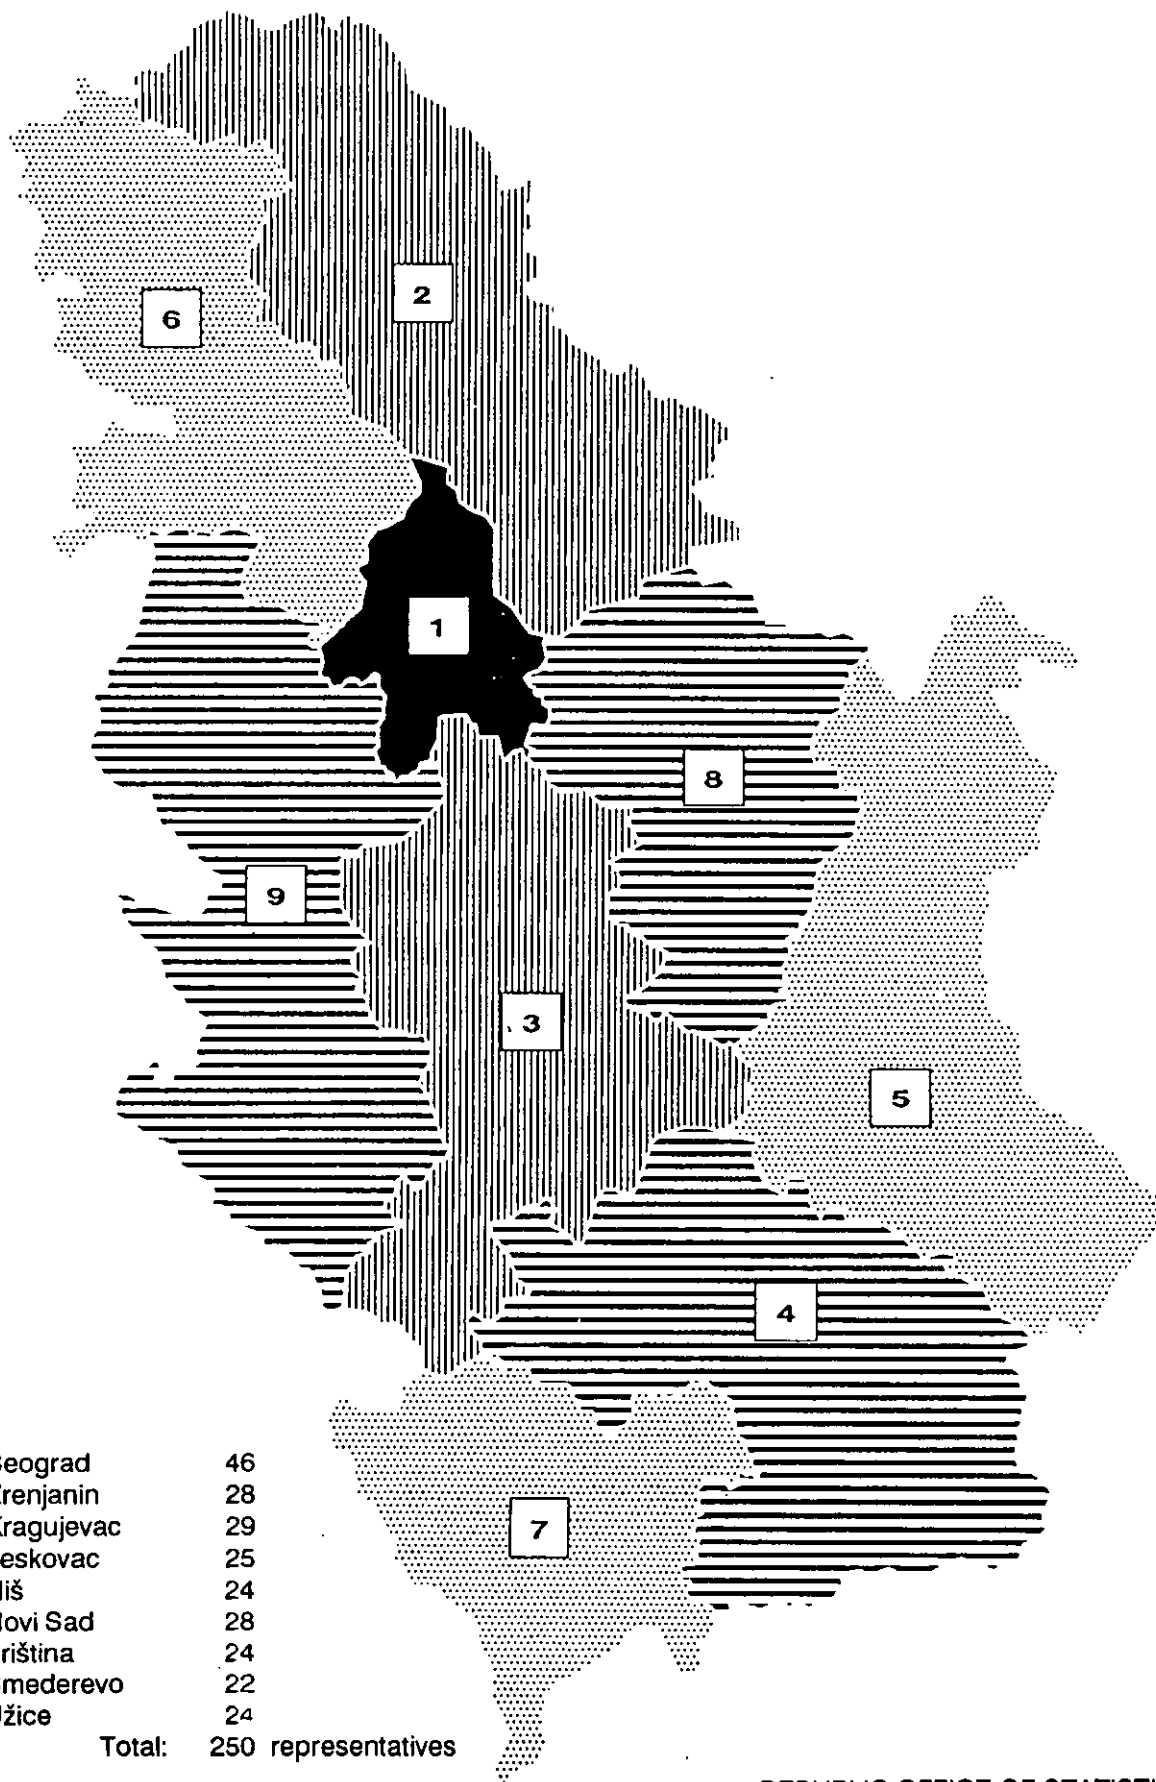 2
6
1
8
9
3
5
4
eograd 46
renjanin 28
ragujevac 29
eskovac 25
iš 24
ovi Sad 28
7
riština 24
mederevo 22
žice 24
Total: 250 representatives